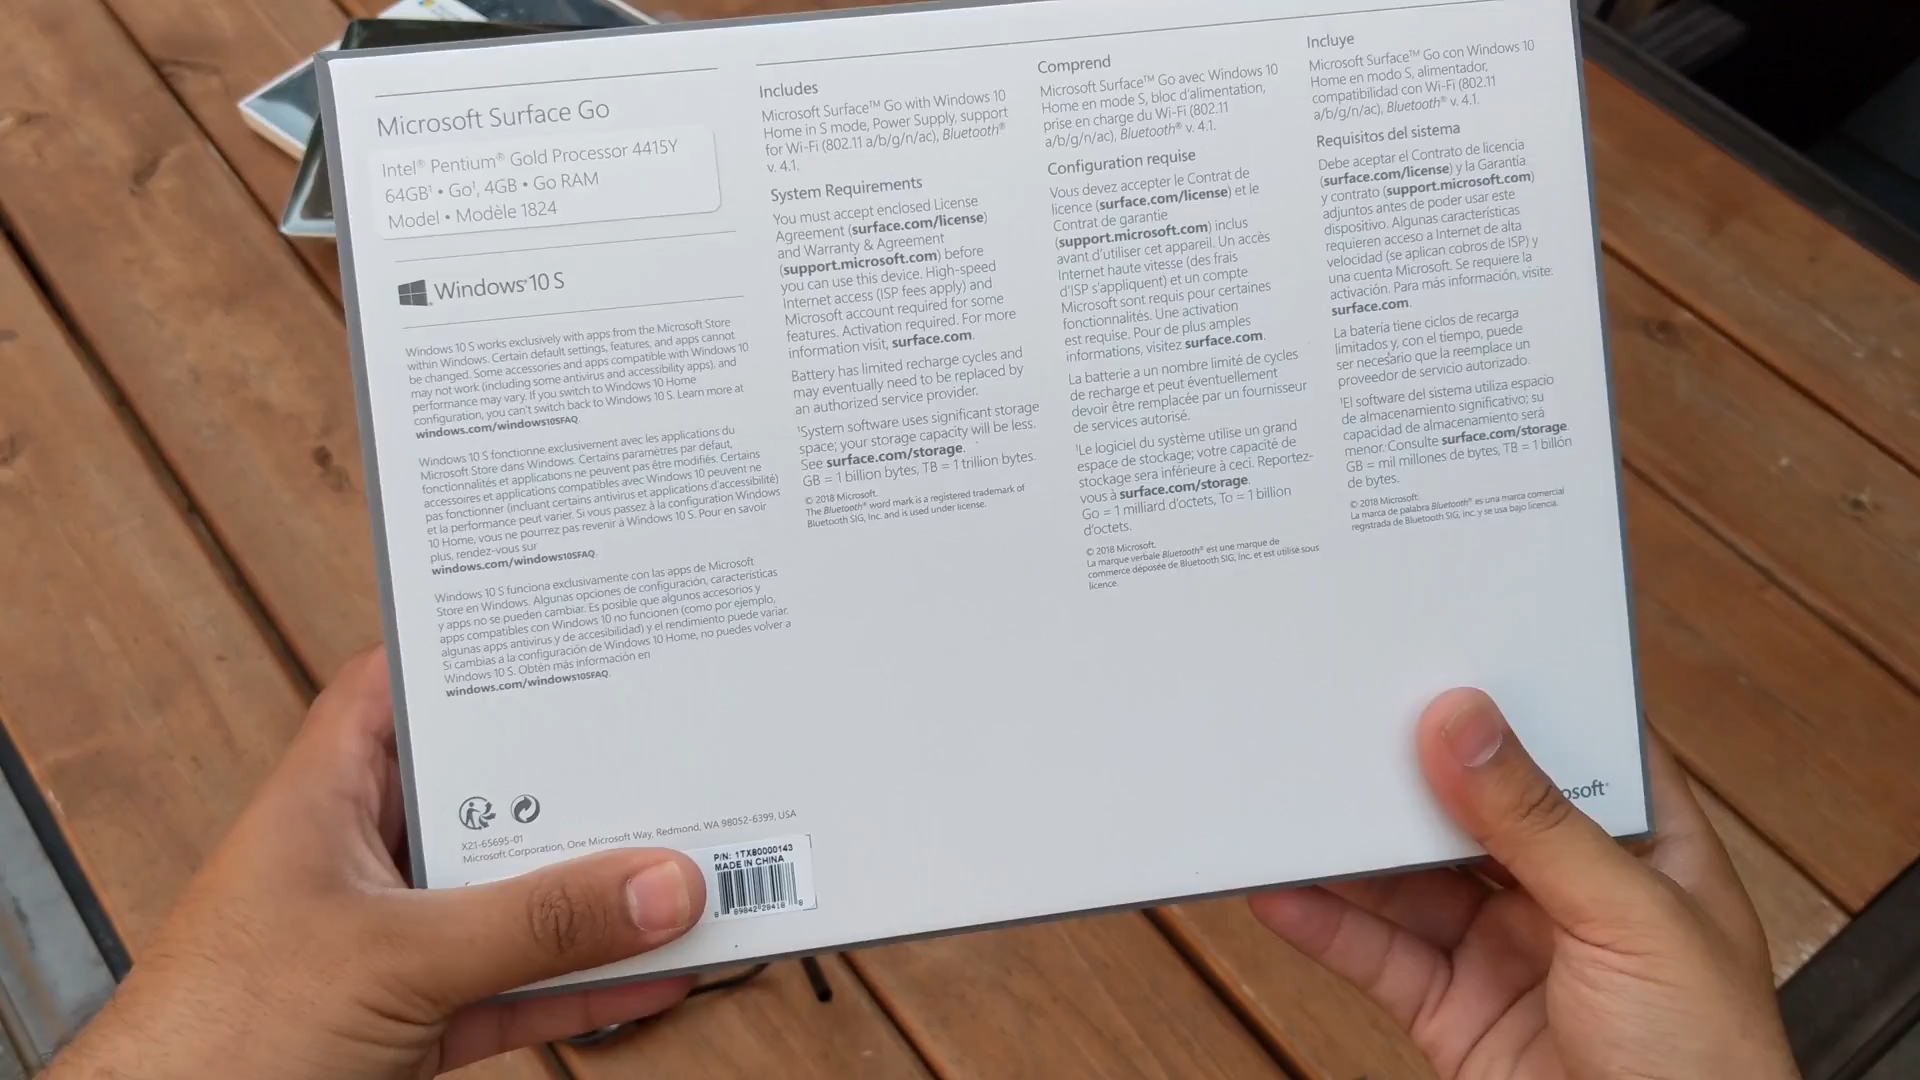 Microsoft Surface Go
Intel® Pentium® Gold Processor 4415Y
64GB¹ • Go¹, 4GB • Go RAM
Model • Modèle 1824
Windows 10 S
Windows 10 S works exclusively with apps from the Microsoft Store
within Windows. Certain default settings, features, and apps cannot
be changed. Some accessories and apps compatible with Windows 10
may not work (including some antivirus and accessibility apps), and
performance may vary. If you switch to Windows 10 Home
configuration, you can't switch back to Windows 10 S. Learn more at
windows.com/windows10SFAQ.
Windows 10 S fonctionne exclusivement avec les applications du
Microsoft Store dans Windows. Certains paramètres par défaut,
fonctionnalités et applications ne peuvent pas être modifiés. Certains
accessoires et applications compatibles avec Windows 10 peuvent ne
pas fonctionner (incluant certains antivirus et applications d'accessibilité)
et la performance peut varier. Si vous passez à la configuration Windows
10 Home, vous ne pourrez pas revenir à Windows 10 S. Pour en savoir
plus, rendez-vous sur
windows.com/windows10SFAQ.
Windows 10 S funciona exclusivamente con las apps de Microsoft
Store en Windows. Algunas opciones de configuración, características
y apps no se pueden cambiar. Es posible que algunos accesorios y
apps compatibles con Windows 10 no funcionen (como por ejemplo,
algunas apps antivirus y de accesibilidad) y el rendimiento puede variar.
Si cambias a la configuración de Windows 10 Home, no puedes volver a
Windows 10 S. Obtén más información en
windows.com/windows10SFAQ.
X21-65695-01
Microsoft Corporation, One Microsoft Way, Redmond, WA 98052-6399, USA
P/N: 1TX80000143
MADE IN CHINA
8 89842 28418 8
Includes
Microsoft Surface™ Go with Windows 10
Home in S mode, Power Supply, support
for Wi-Fi (802.11 a/b/g/n/ac), Bluetooth®
v. 4.1.
System Requirements
You must accept enclosed License
Agreement (surface.com/license)
and Warranty & Agreement
(support.microsoft.com) before
you can use this device. High-speed
Internet access (ISP fees apply) and
Microsoft account required for some
features. Activation required. For more
information visit, surface.com.
Battery has limited recharge cycles and
may eventually need to be replaced by
an authorized service provider.
¹System software uses significant storage
space; your storage capacity will be less.
See surface.com/storage.
GB = 1 billion bytes, TB = 1 trillion bytes.
© 2018 Microsoft.
The Bluetooth® word mark is a registered trademark of
Bluetooth SIG, Inc. and is used under license.
Comprend
Microsoft Surface™ Go avec Windows 10
Home en mode S, bloc d'alimentation,
prise en charge du Wi-Fi (802.11
a/b/g/n/ac), Bluetooth® v. 4.1.
Configuration requise
Vous devez accepter le Contrat de
licence (surface.com/license) et le
Contrat de garantie
(support.microsoft.com) inclus
avant d'utiliser cet appareil. Un accès
Internet haute vitesse (des frais
d'ISP s'appliquent) et un compte
Microsoft sont requis pour certaines
fonctionnalités. Une activation
est requise. Pour de plus amples
informations, visitez surface.com.
La batterie a un nombre limité de cycles
de recharge et peut éventuellement
devoir être remplacée par un fournisseur
de services autorisé.
¹Le logiciel du système utilise un grand
espace de stockage; votre capacité de
stockage sera inférieure à ceci. Reportez-
vous à surface.com/storage.
Go = 1 milliard d'octets, To = 1 billion
d'octets.
© 2018 Microsoft.
La marque verbale Bluetooth® est une marque de
commerce déposée de Bluetooth SIG, Inc. et est utilisée sous
licence.
Incluye
Microsoft Surface™ Go con Windows 10
Home en modo S, alimentador,
compatibilidad con Wi-Fi (802.11
a/b/g/n/ac), Bluetooth® v. 4.1.
Requisitos del sistema
Debe aceptar el Contrato de licencia
(surface.com/license) y la Garantía
y contrato (support.microsoft.com)
adjuntos antes de poder usar este
dispositivo. Algunas características
requieren acceso a Internet de alta
velocidad (se aplican cobros de ISP) y
una cuenta Microsoft. Se requiere la
activación. Para más información, visite:
surface.com.
La batería tiene ciclos de recarga
limitados y, con el tiempo, puede
ser necesario que la reemplace un
proveedor de servicio autorizado.
¹El software del sistema utiliza espacio
de almacenamiento significativo; su
capacidad de almacenamiento será
menor. Consulte surface.com/storage.
GB = mil millones de bytes, TB = 1 billón
de bytes.
© 2018 Microsoft.
La marca de palabra Bluetooth® es una marca comercial
registrada de Bluetooth SIG, Inc. y se usa bajo licencia.
osoft®